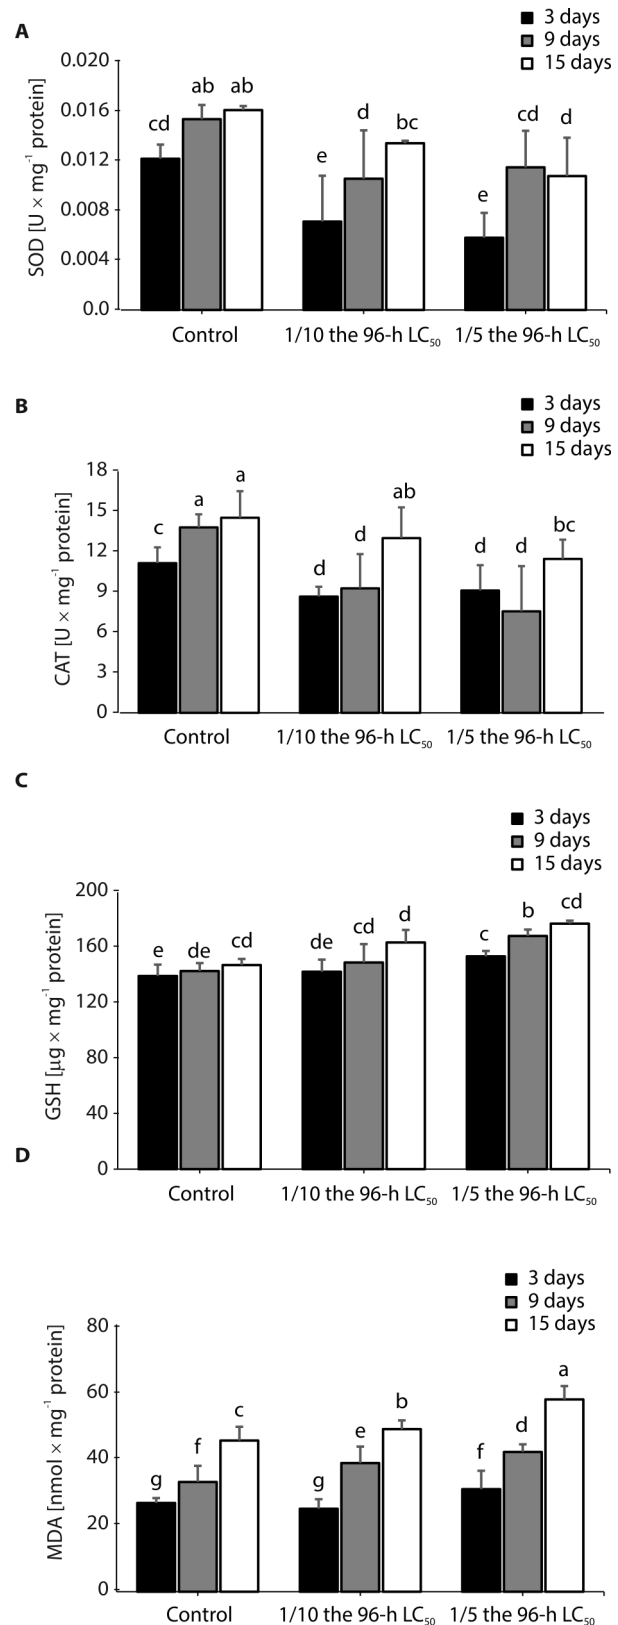 A
3 days
9 days
15 days
SOD [U × mg⁻¹ protein]
0.020
0.016
0.012
0.008
0.004
0.0
cd ab ab
e d bc
e cd d
Control 1/10 the 96-h LC₅₀ 1/5 the 96-h LC₅₀
B
3 days
9 days
15 days
CAT [U × mg⁻¹ protein]
18
15
12
9
6
3
0
c a a
d d ab
d d bc
Control 1/10 the 96-h LC₅₀ 1/5 the 96-h LC₅₀
C
3 days
9 days
15 days
GSH [μg × mg⁻¹ protein]
200
160
120
80
40
0
e de cd
de cd d
c b cd
Control 1/10 the 96-h LC₅₀ 1/5 the 96-h LC₅₀
D
3 days
9 days
15 days
MDA [nmol × mg⁻¹ protein]
80
60
40
20
0
g f c
g e b
f d a
Control 1/10 the 96-h LC₅₀ 1/5 the 96-h LC₅₀